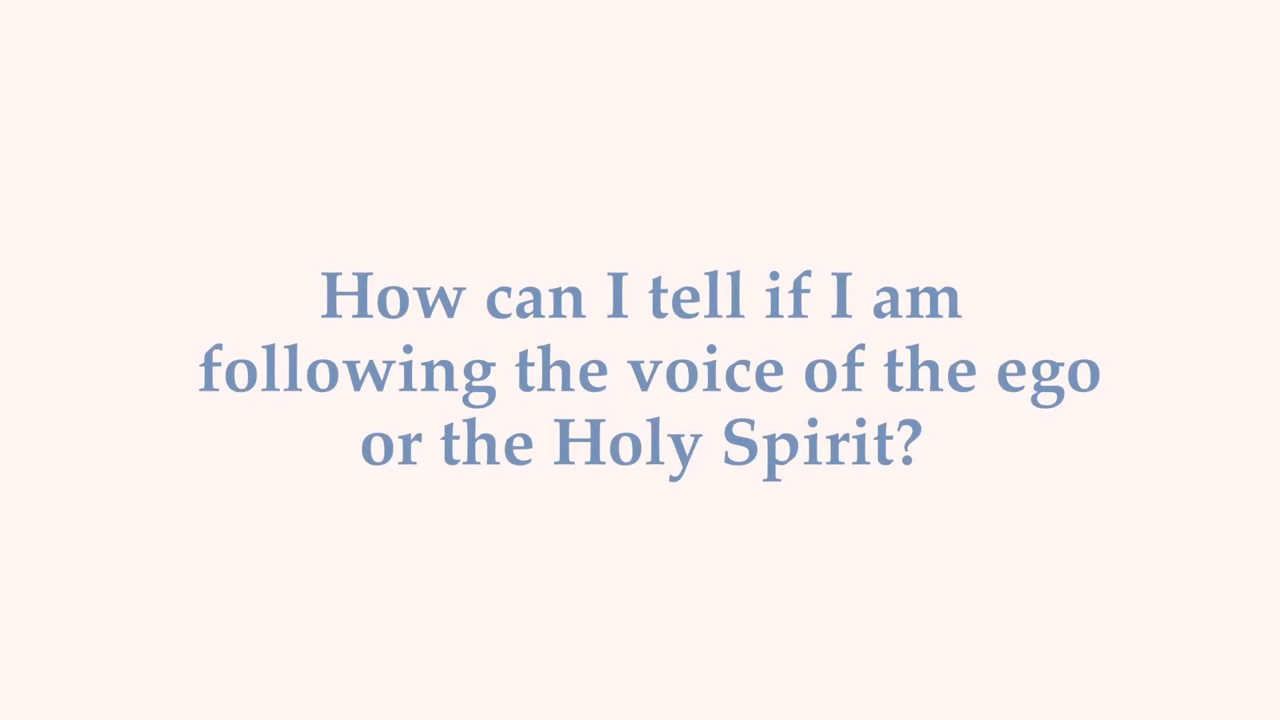 How can I tell if I am
following the voice of the ego
or the Holy Spirit?